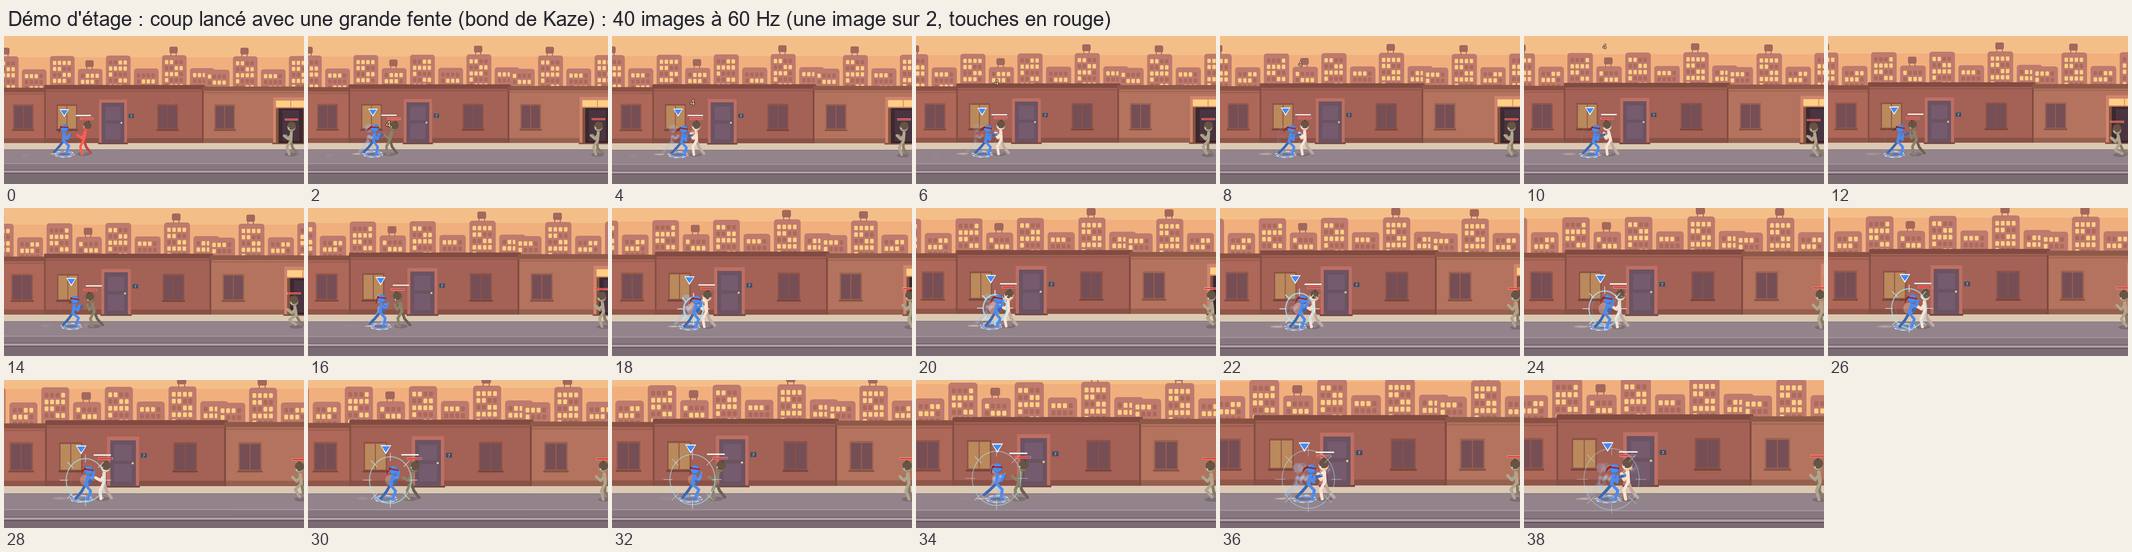 Démo d'étage : coup lancé avec une grande fente (bond de Kaze) : 40 images à 60 Hz (une image sur 2, touches en rouge)
0 2 4 6 8 10 12
14 16 18 20 22 24 26
28 30 32 34 36 38